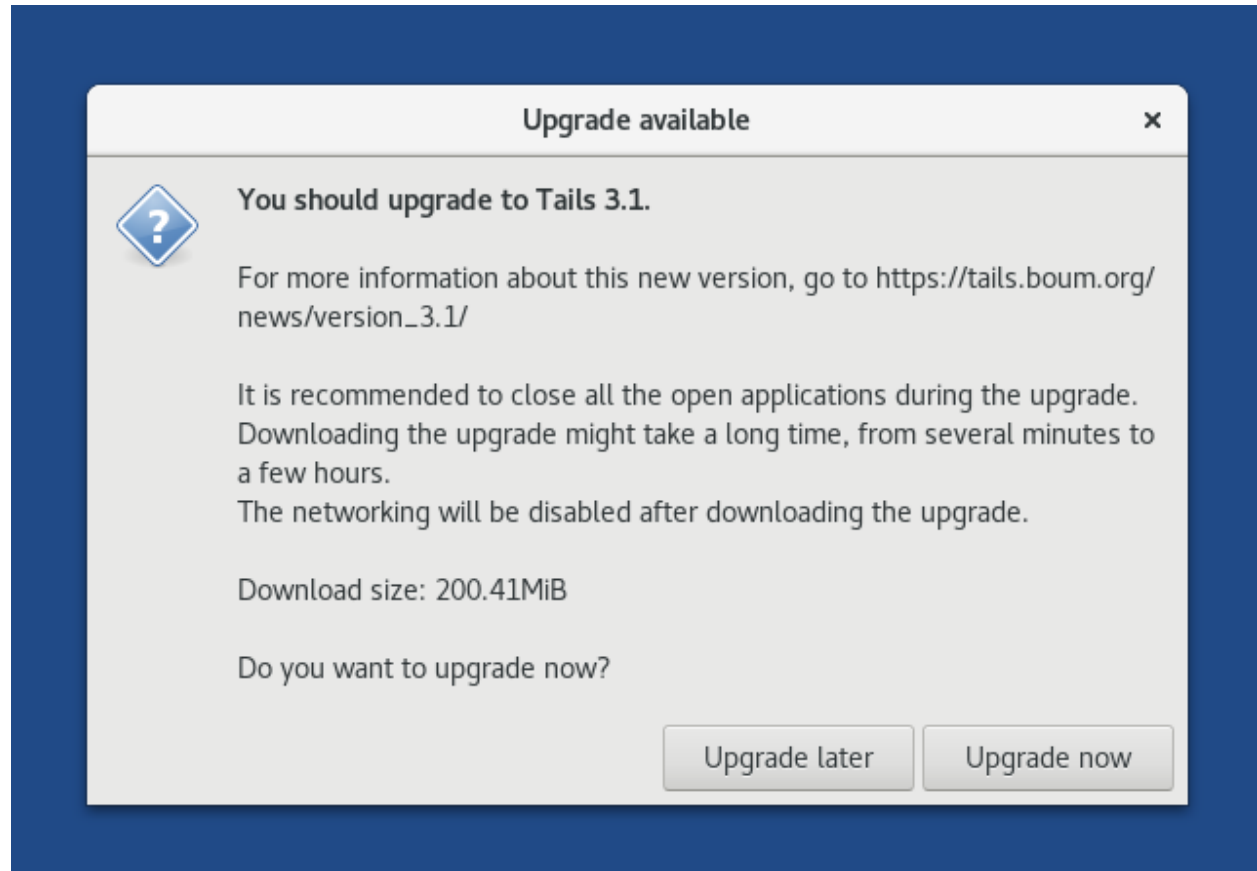 Upgrade available
You should upgrade to Tails 3.1.
For more information about this new version, go to https://tails.boum.org/
news/version_3.1/
It is recommended to close all the open applications during the upgrade.
Downloading the upgrade might take a long time, from several minutes to
a few hours.
The networking will be disabled after downloading the upgrade.
Download size: 200.41MiB
Do you want to upgrade now?
Upgrade later
Upgrade now